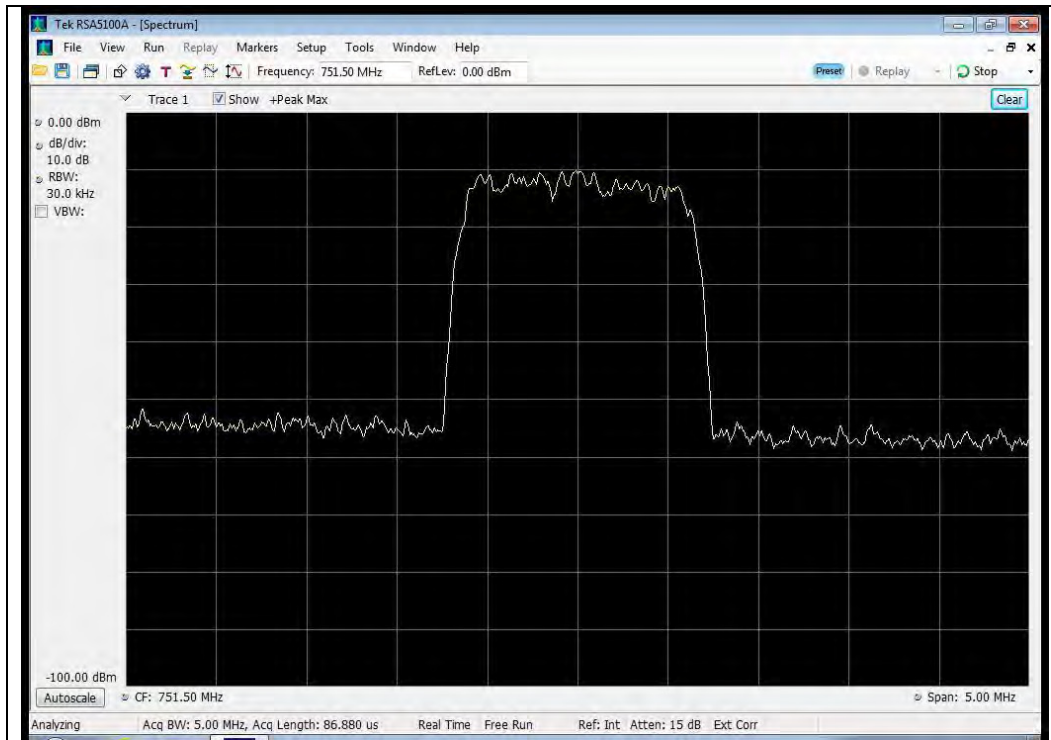 Tek RSA5100A - [Spectrum]
File View Run Replay Markers Setup Tools Window Help
T Frequency: 751.50 MHz RefLev: 0.00 dBm Preset Replay Stop
Trace 1 Show +Peak Max Clear
0.00 dBm
dB/div:
10.0 dB
RBW:
30.0 kHz
VBW:
-100.00 dBm
Autoscale CF: 751.50 MHz Span: 5.00 MHz
Analyzing Acq BW: 5.00 MHz, Acq Length: 86.880 us Real Time Free Run Ref: Int Atten: 15 dB Ext Corr